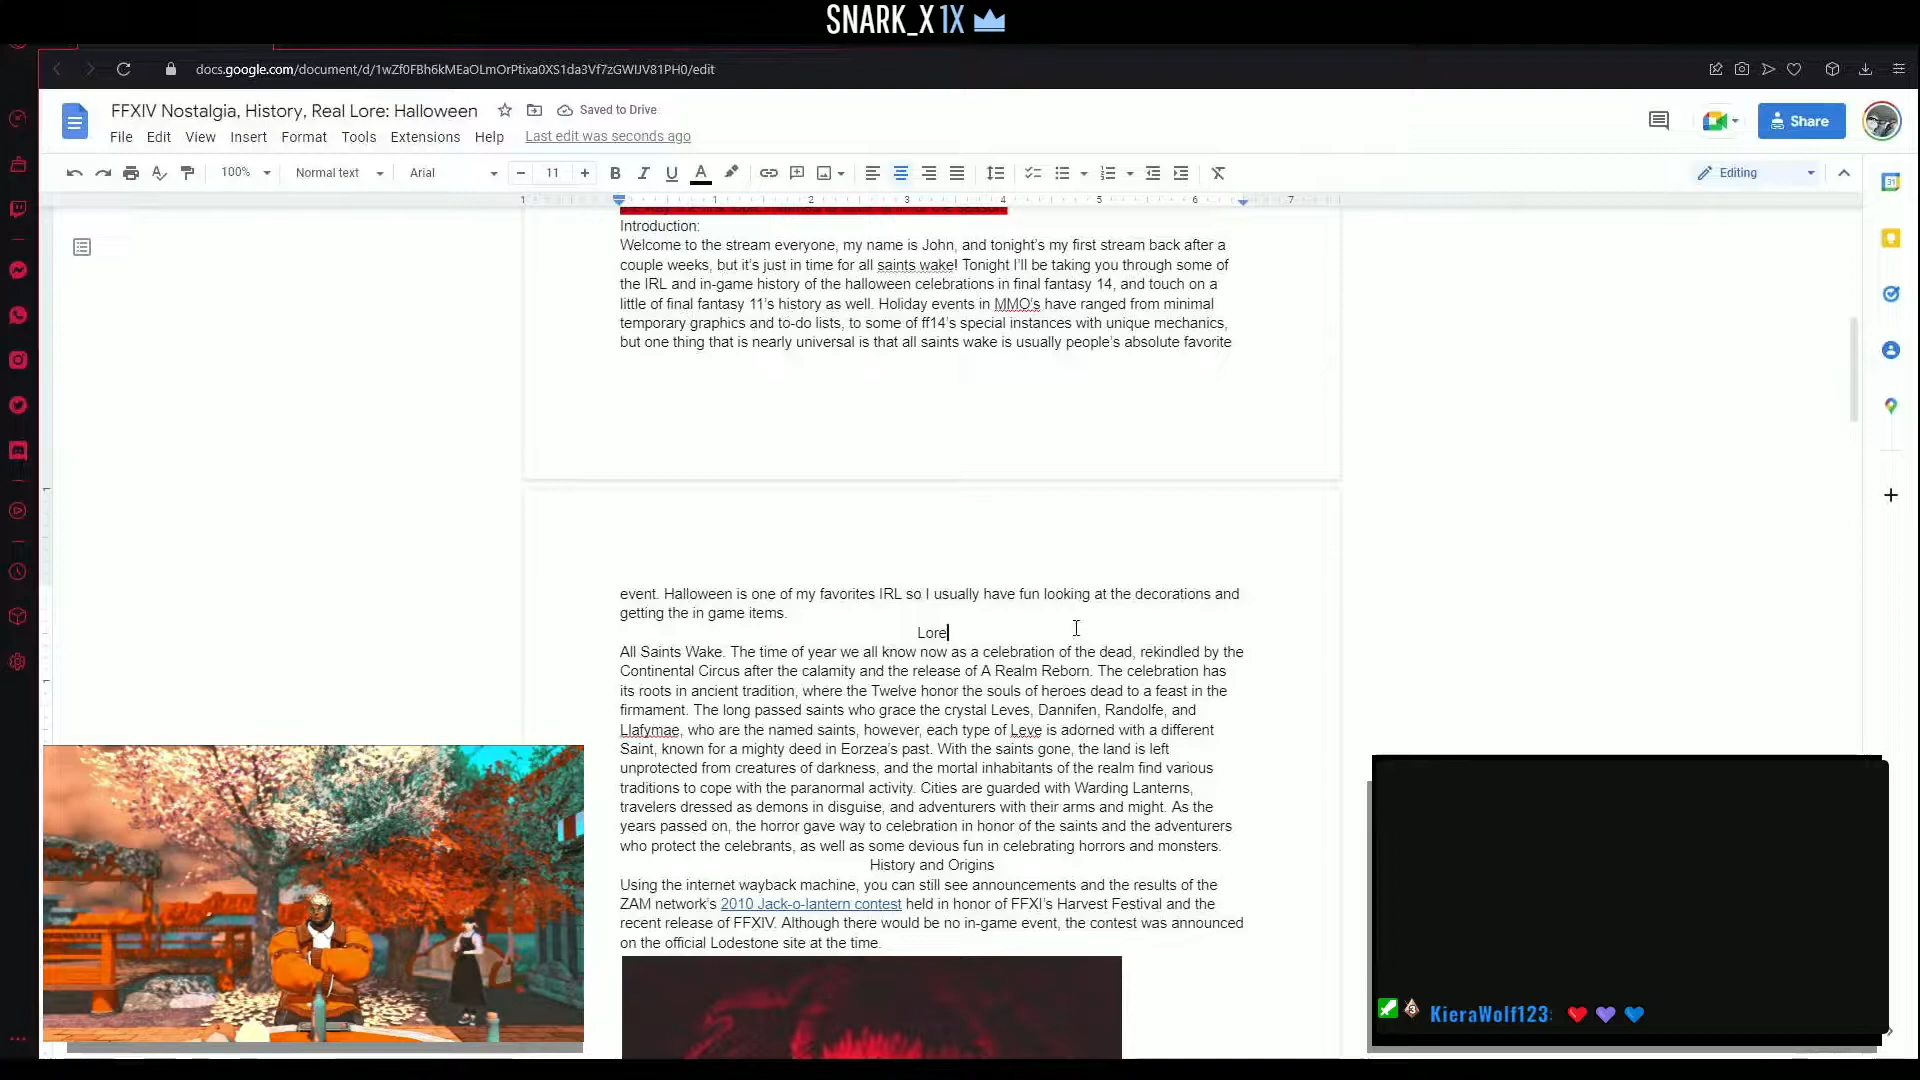 SNARK_X 1X
docs.google.com/document/d/1wZf0FBh6kMEaOLmOrPtixa0XS1da3Vf7zGWIJV81PH0/edit
FFXIV Nostalgia, History, Real Lore: Halloween
Saved to Drive
File Edit View Insert Format Tools Extensions Help Last edit was seconds ago
Share
100% Normal text Arial 11 Editing
1 1 2 3 4 5 6 7
Introduction:
Welcome to the stream everyone, my name is John, and tonight's my first stream back after a
couple weeks, but it's just in time for all saints wake! Tonight I'll be taking you through some of
the IRL and in-game history of the halloween celebrations in final fantasy 14, and touch on a
little of final fantasy 11's history as well. Holiday events in MMO's have ranged from minimal
temporary graphics and to-do lists, to some of ff14's special instances with unique mechanics,
but one thing that is nearly universal is that all saints wake is usually people's absolute favorite
event. Halloween is one of my favorites IRL so I usually have fun looking at the decorations and
getting the in game items.
Lore
All Saints Wake. The time of year we all know now as a celebration of the dead, rekindled by the
Continental Circus after the calamity and the release of A Realm Reborn. The celebration has
its roots in ancient tradition, where the Twelve honor the souls of heroes dead to a feast in the
firmament. The long passed saints who grace the crystal Leves, Dannifen, Randolfe, and
Llafymae, who are the named saints, however, each type of Leve is adorned with a different
Saint, known for a mighty deed in Eorzea's past. With the saints gone, the land is left
unprotected from creatures of darkness, and the mortal inhabitants of the realm find various
traditions to cope with the paranormal activity. Cities are guarded with Warding Lanterns,
travelers dressed as demons in disguise, and adventurers with their arms and might. As the
years passed on, the horror gave way to celebration in honor of the saints and the adventurers
who protect the celebrants, as well as some devious fun in celebrating horrors and monsters.
History and Origins
Using the internet wayback machine, you can still see announcements and the results of the
ZAM network's 2010 Jack-o-lantern contest held in honor of FFXI's Harvest Festival and the
recent release of FFXIV. Although there would be no in-game event, the contest was announced
on the official Lodestone site at the time.
KieraWolf123: